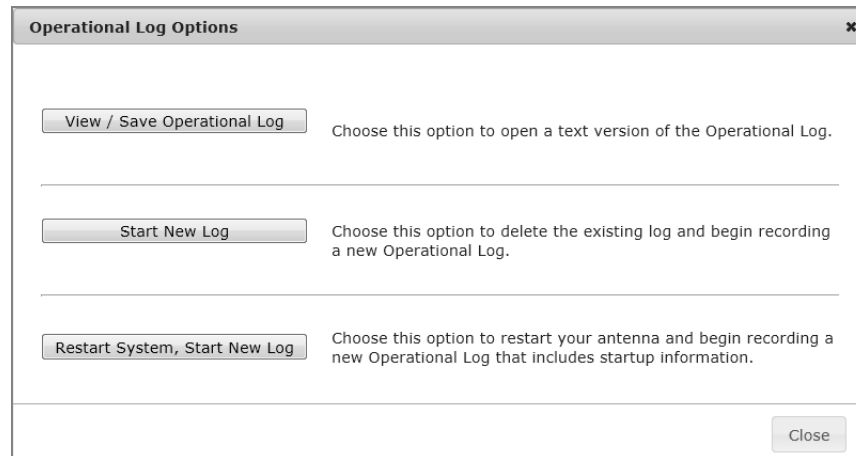 Operational Log Options
View / Save Operational Log
Choose this option to open a text version of the Operational Log.
Start New Log
Choose this option to delete the existing log and begin recording
a new Operational Log.
Restart System, Start New Log
Choose this option to restart your antenna and begin recording a
new Operational Log that includes startup information.
Close